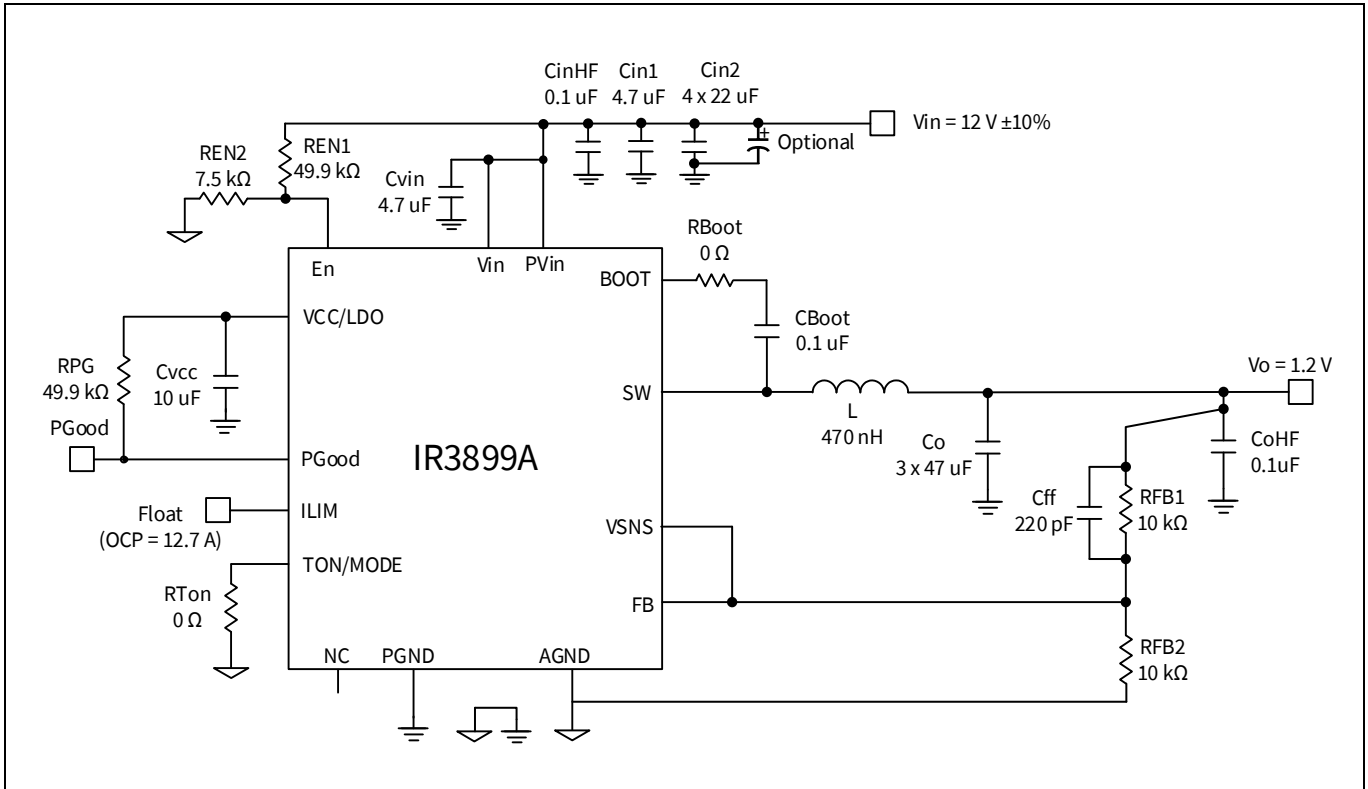 CinHF
0.1 uF
Cin1
4.7 uF
Cin2
4 x 22 uF
Vin = 12 V ±10%
+
Optional
REN1
49.9 kΩ
REN2
7.5 kΩ
Cvin
4.7 uF
RBoot
0 Ω
En
Vin
PVin
BOOT
VCC/LDO
CBoot
0.1 uF
RPG
49.9 kΩ
Cvcc
10 uF
Vo = 1.2 V
SW
L
470 nH
PGood
PGood
IR3899A
Co
3 x 47 uF
CoHF
0.1uF
Cff
220 pF
RFB1
10 kΩ
Float
(OCP = 12.7 A)
ILIM
VSNS
TON/MODE
RTon
0 Ω
FB
NC
PGND
AGND
RFB2
10 kΩ